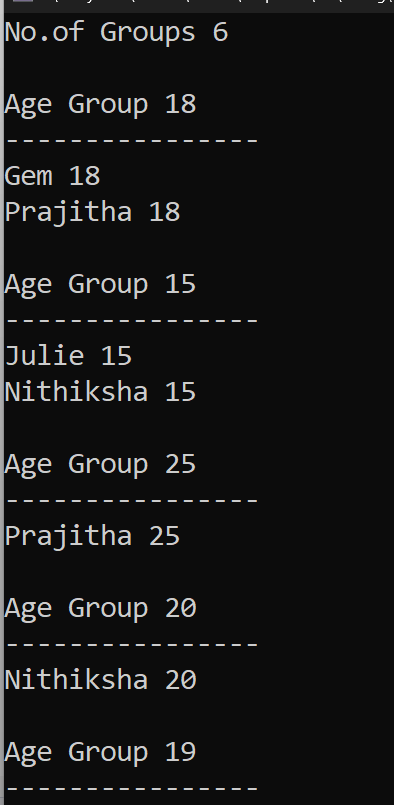 No.of Groups 6
Age Group 18
----------------
Gem 18
Prajitha 18
Age Group 15
----------------
Julie 15
Nithiksha 15
Age Group 25
----------------
Prajitha 25
Age Group 20
----------------
Nithiksha 20
Age Group 19
----------------